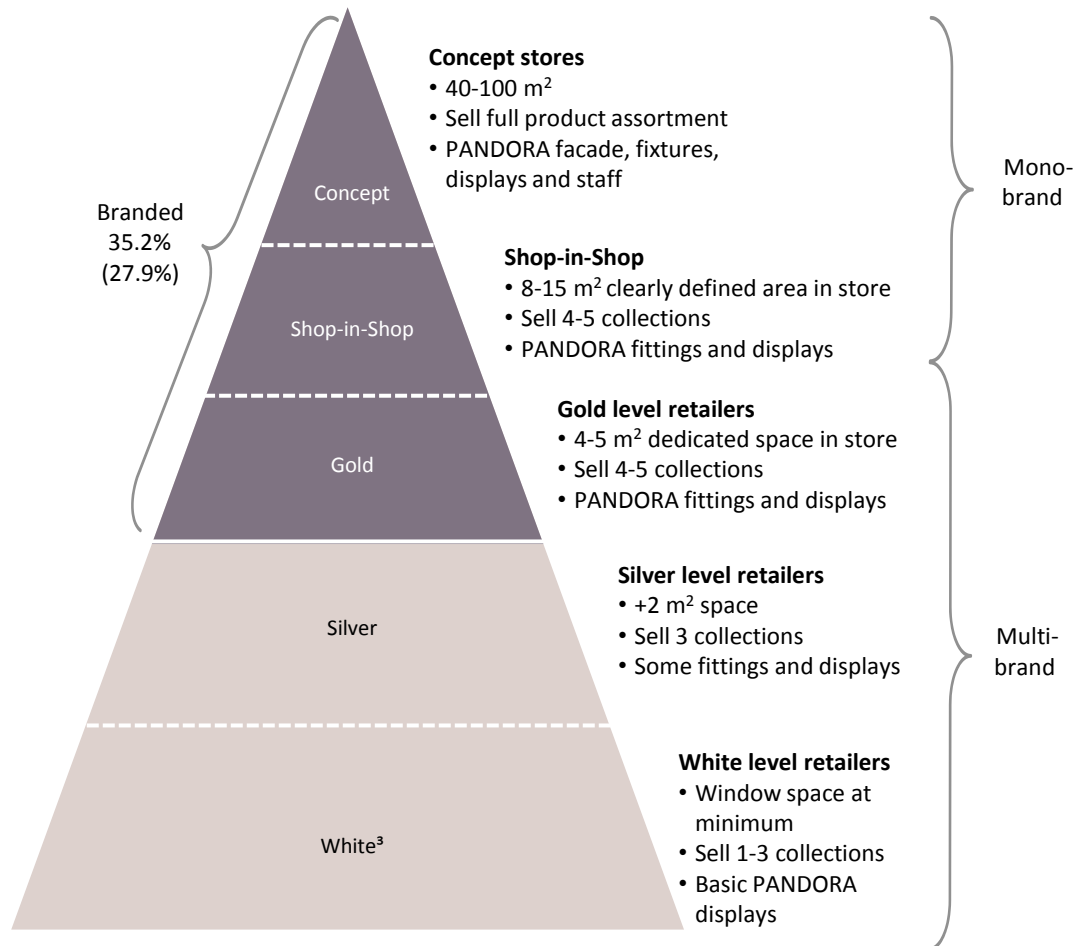 Concept stores
• 40-100 m²
• Sell full product assortment
• PANDORA facade, fixtures,
displays and staff
Mono-
brand
Concept
Branded
35.2%
(27.9%)
Shop-in-Shop
• 8-15 m² clearly defined area in store
• Sell 4-5 collections
• PANDORA fittings and displays
Shop-in-Shop
Gold level retailers
• 4-5 m² dedicated space in store
• Sell 4-5 collections
• PANDORA fittings and displays
Gold
Silver level retailers
• +2 m² space
• Sell 3 collections
• Some fittings and displays
Silver
Multi-
brand
White level retailers
• Window space at
minimum
• Sell 1-3 collections
• Basic PANDORA
displays
White³